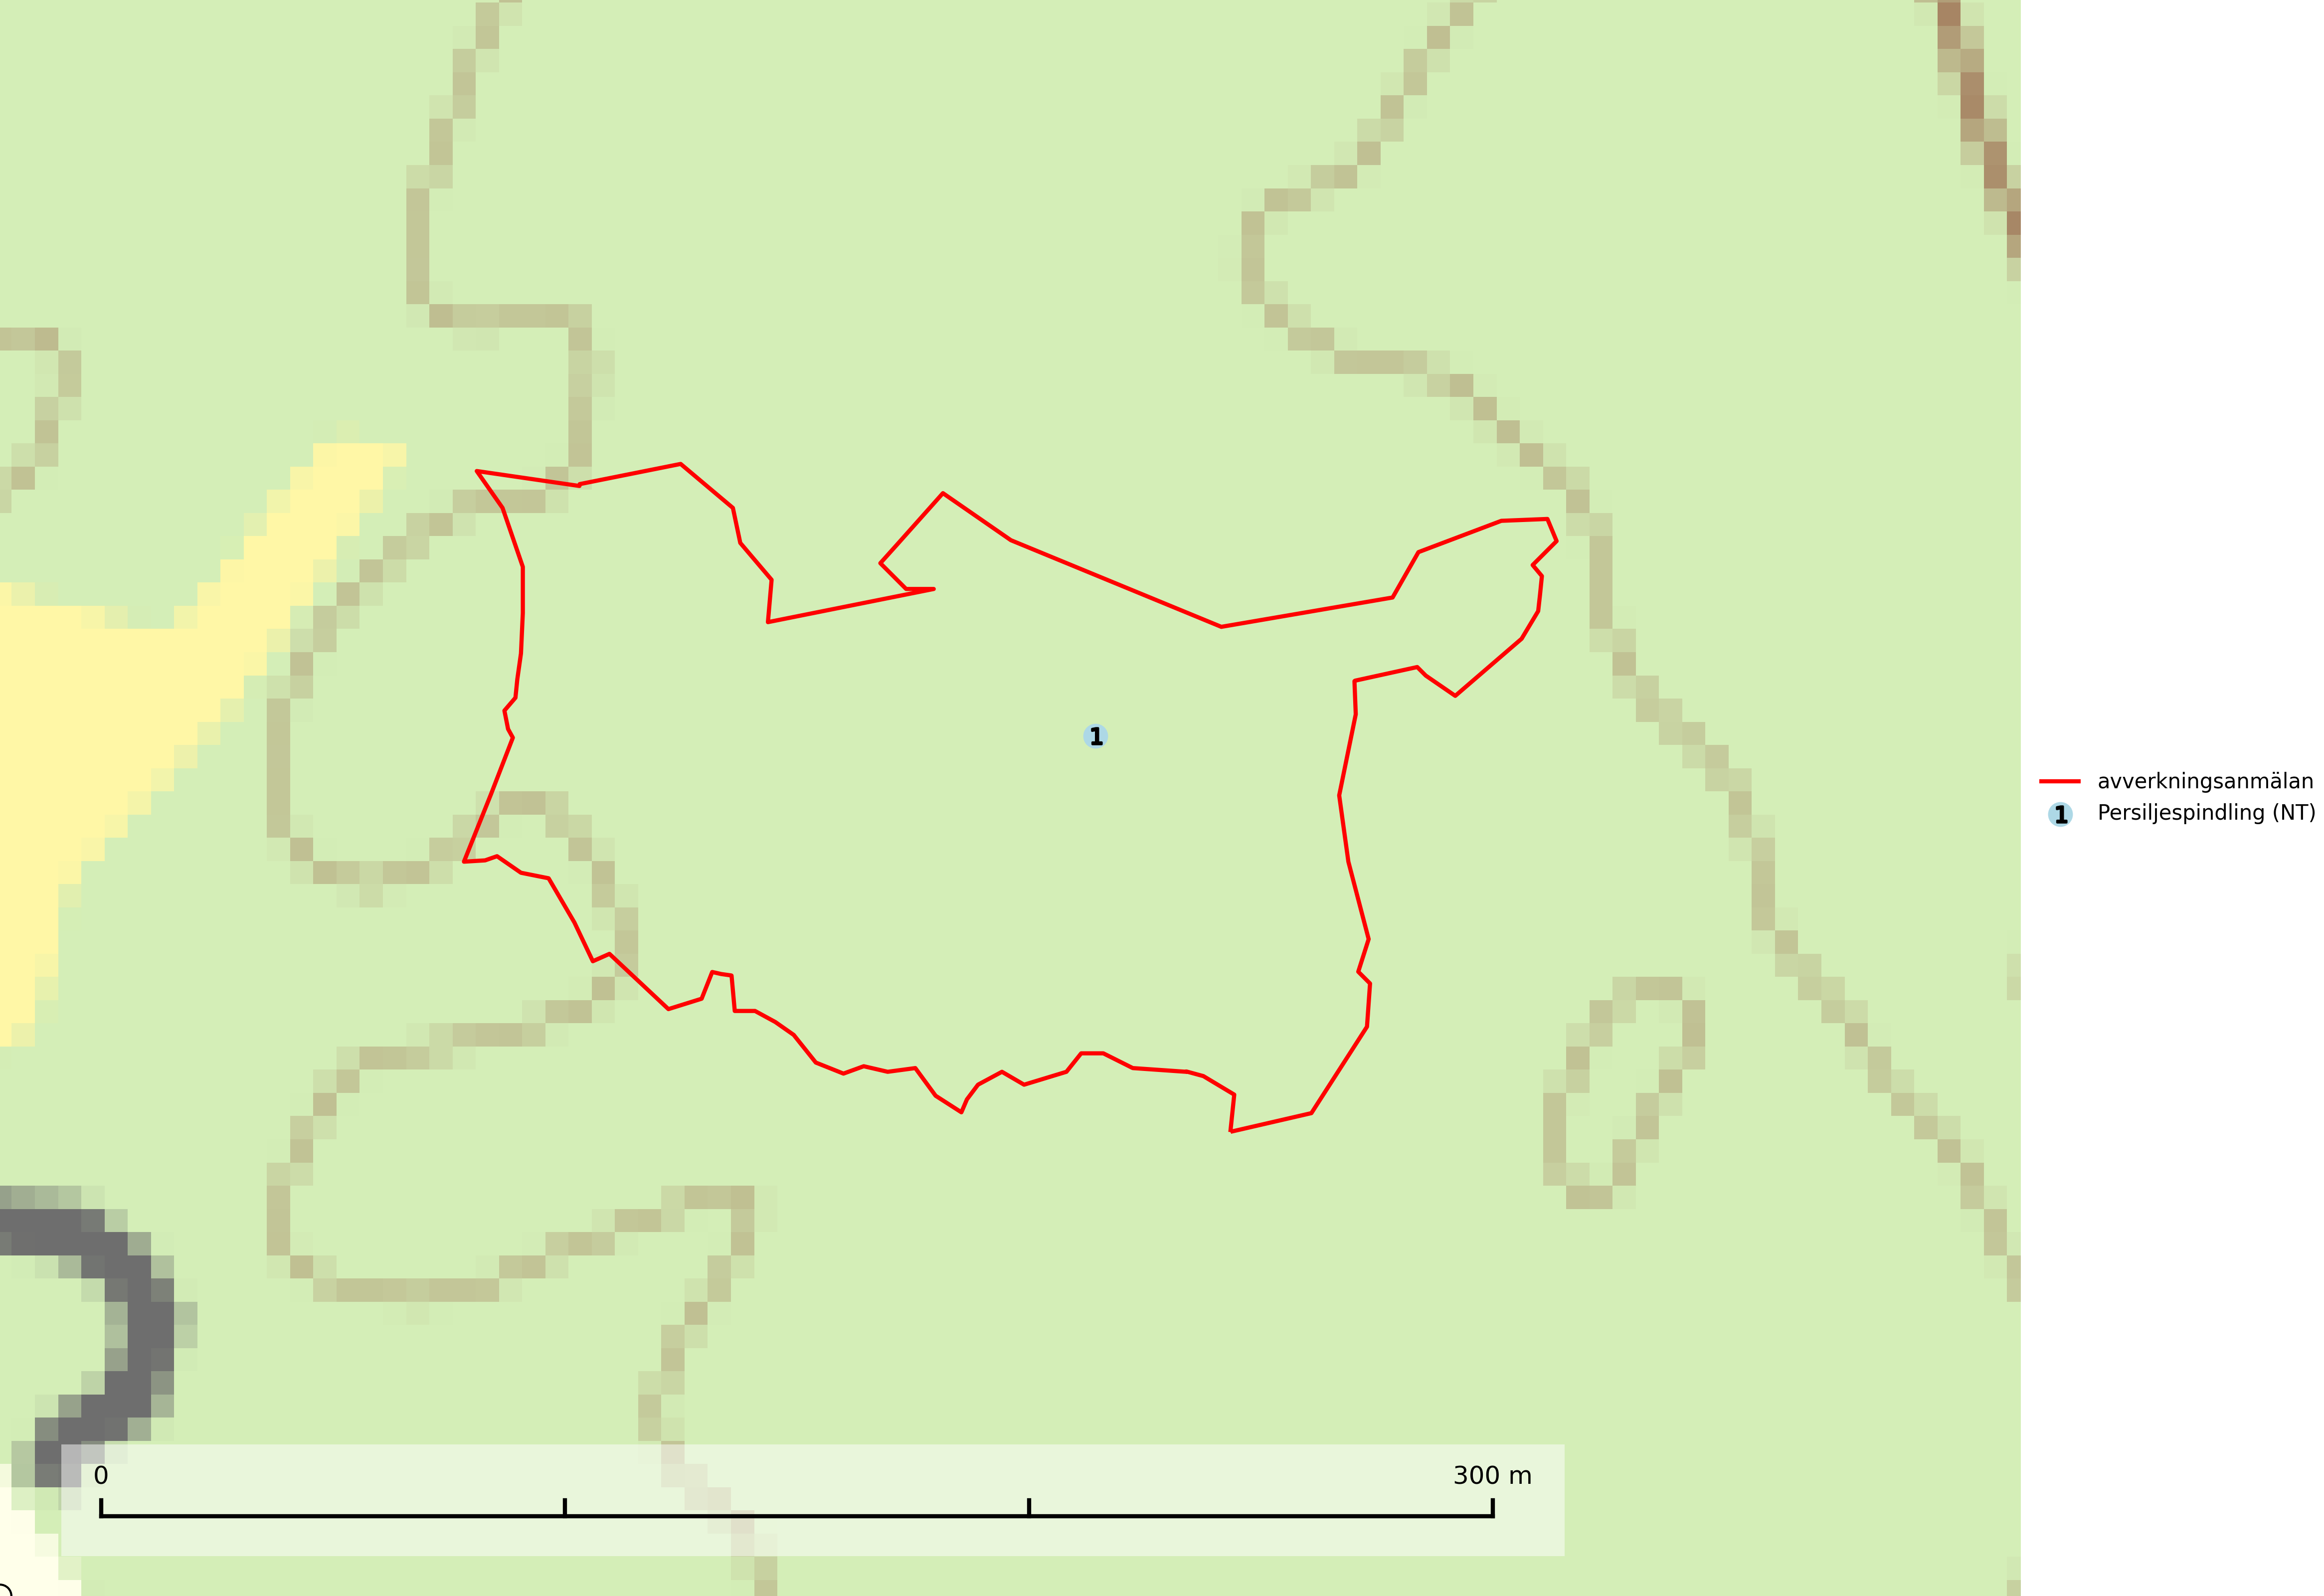 1
avverkningsanmälan
1 Persiljespindling (NT)
0 300 m